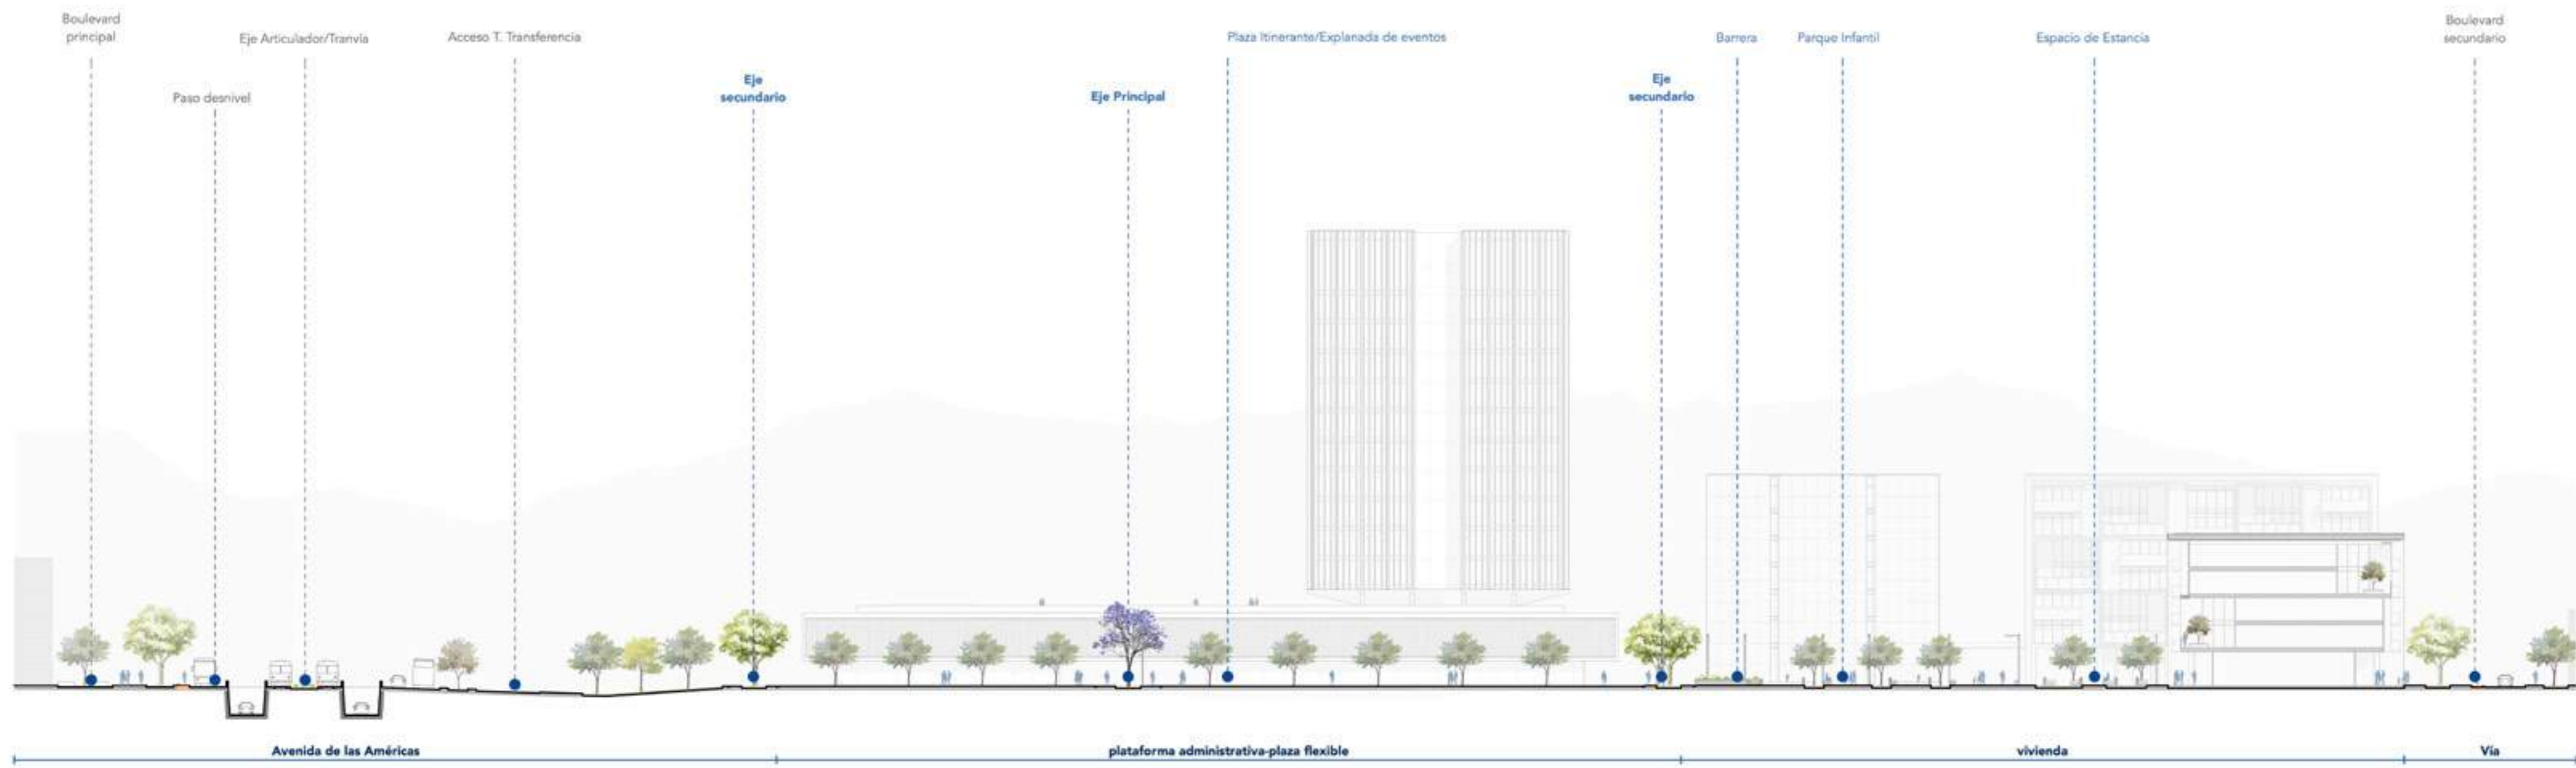 Boulevard
principal
Paso desnivel
Eje Articulador/Tranvía
Acceso T. Transferencia
Eje
secundario
Eje Principal
Plaza Itinerante/Explanada de eventos
Eje
secundario
Barrera
Parque Infantil
Espacio de Estancia
Boulevard
secundario
Avenida de las Américas
plataforma administrativa-plaza flexible
vivienda
Vía